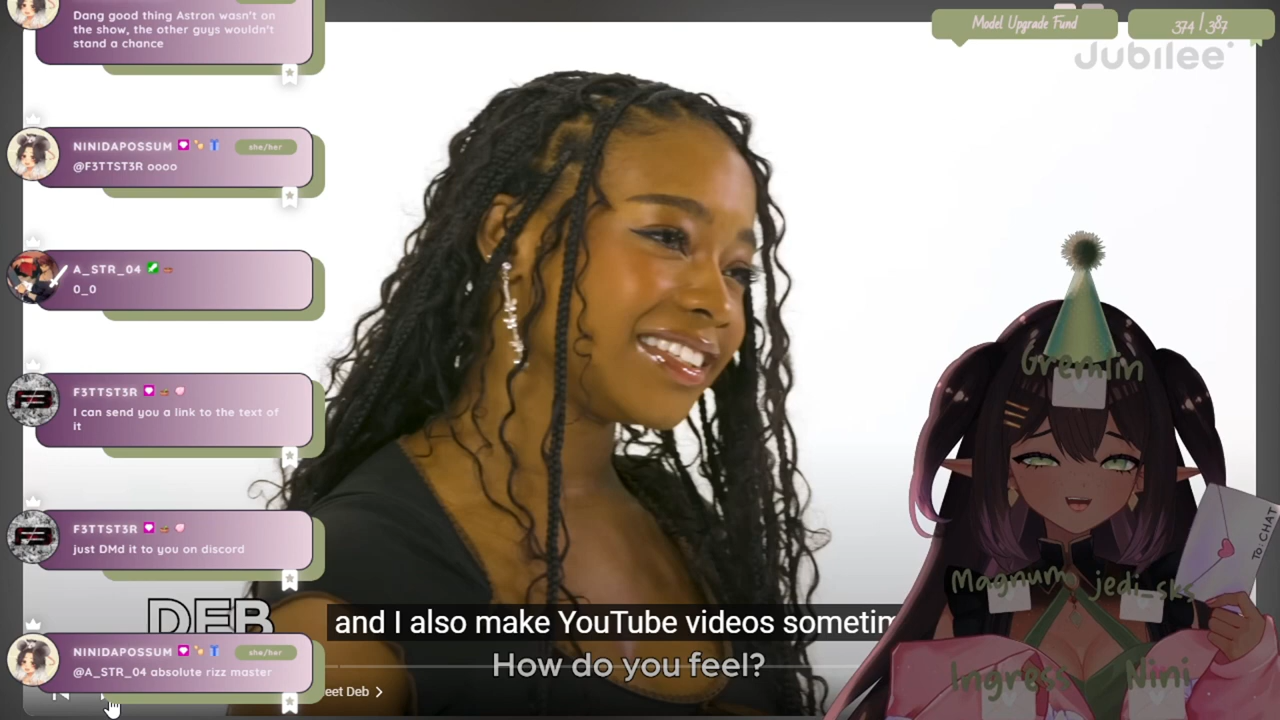 Dang good thing Astron wasn't on
the show, the other guys wouldn't
stand a chance
Model Upgrade Fund
374 / 387
Jubilee
NINIDAPOSSUM
she/her
@F3TTST3R oooo
A_STR_04
0_0
F3TTST3R
I can send you a link to the text of
it
F3TTST3R
just DMd it to you on discord
NINIDAPOSSUM
she/her
@A_STR_04 absolute rizz master
DEB
and I also make YouTube videos sometim
How do you feel?
eet Deb
Gremlin
TO: CHAT
Magnum
jedi_sks
Ingress
Nini